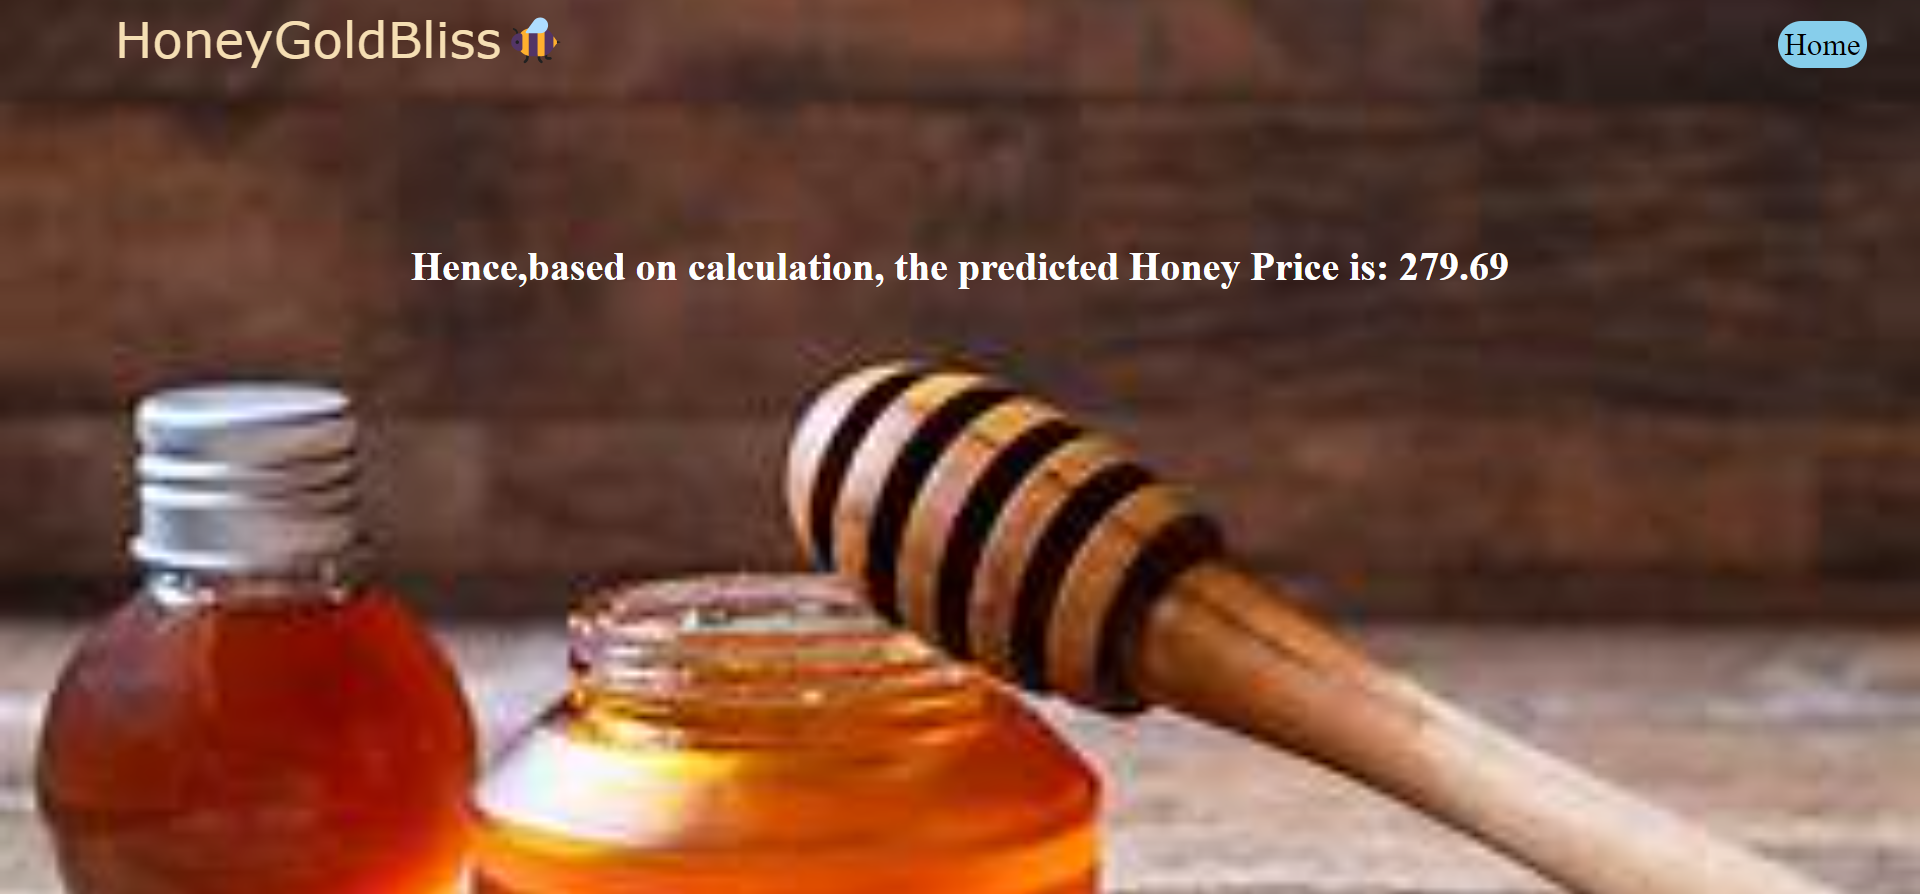 HoneyGoldBliss
Home
Hence,based on calculation, the predicted Honey Price is: 279.69